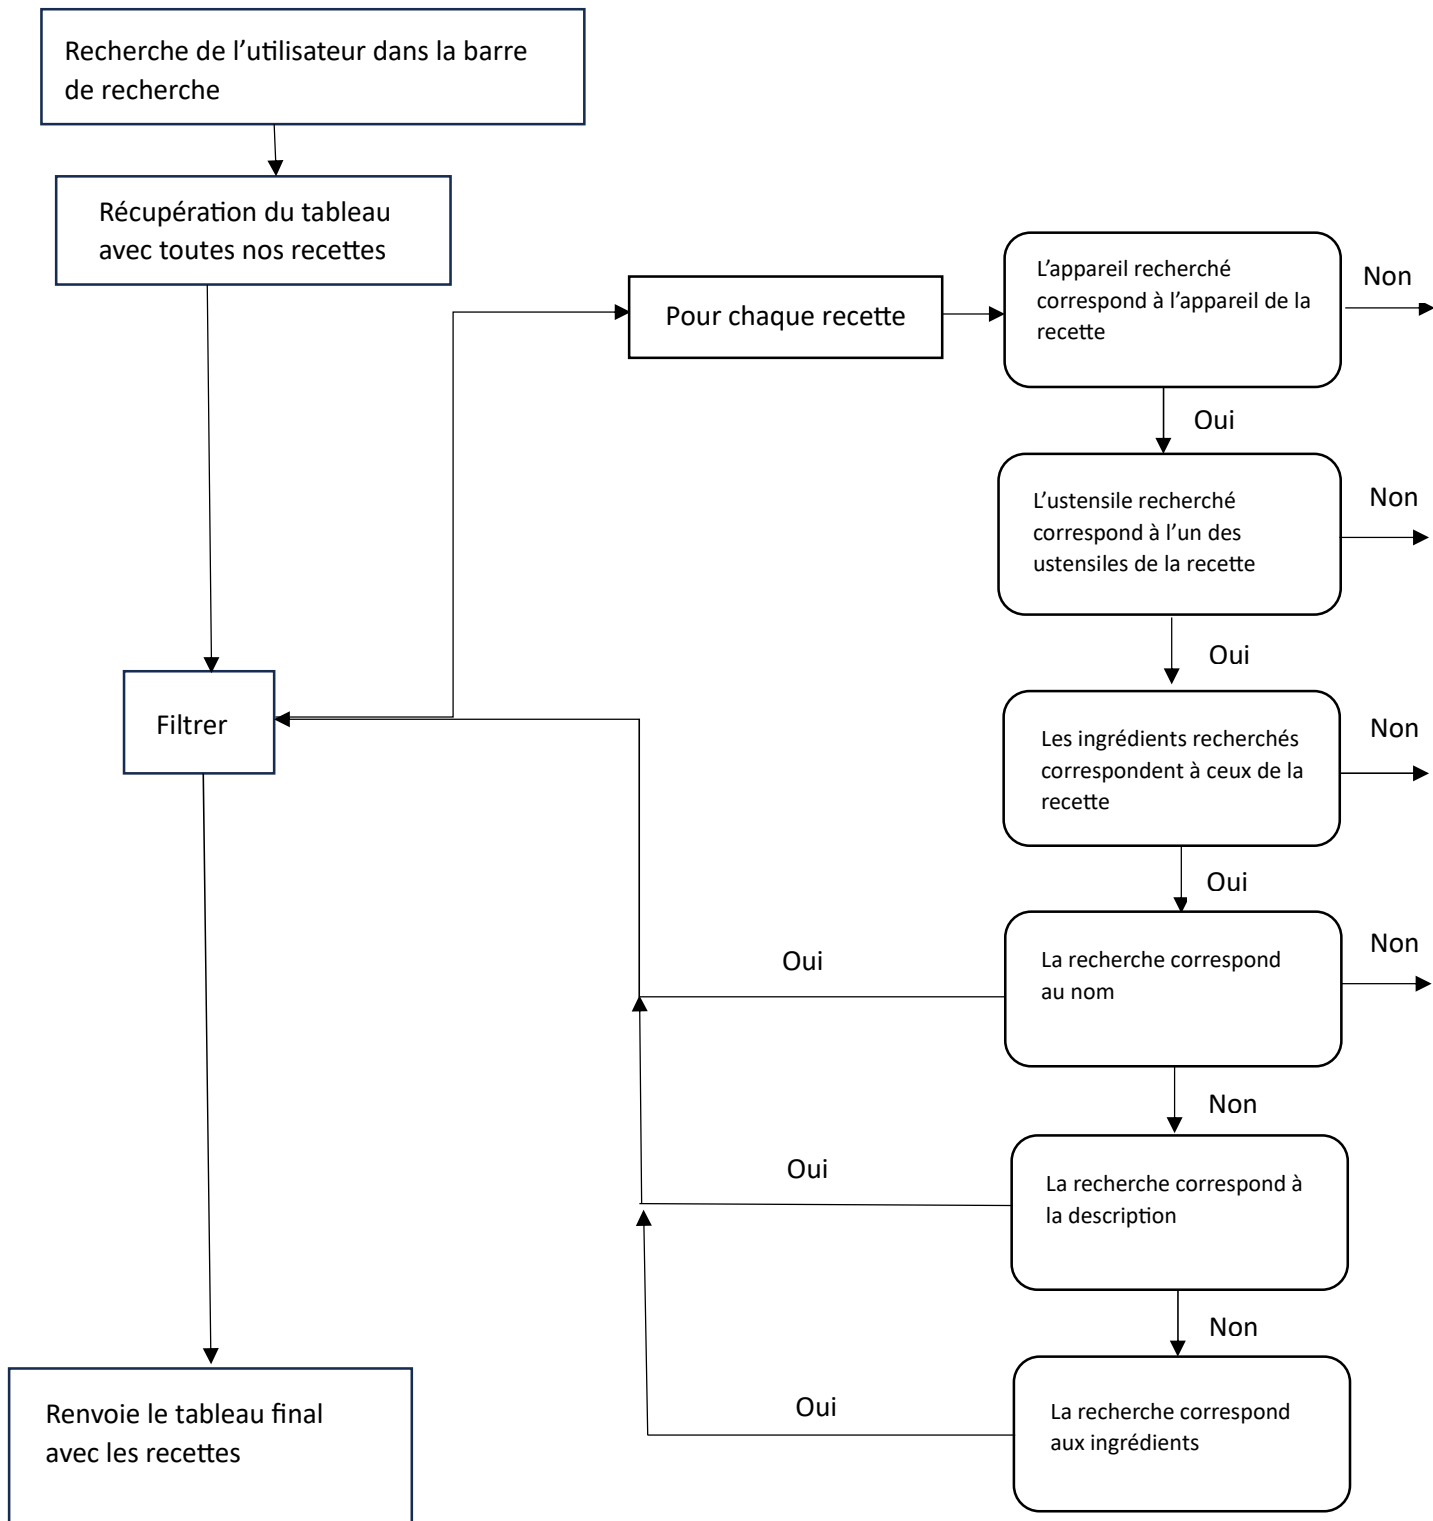 Recherche de l’utilisateur dans la barre
de recherche
Récupération du tableau
avec toutes nos recettes
Pour chaque recette
L’appareil recherché
correspond à l’appareil de la
recette
Non
Oui
L’ustensile recherché
correspond à l’un des
ustensiles de la recette
Non
Oui
Filtrer
Les ingrédients recherchés
correspondent à ceux de la
recette
Non
Oui
La recherche correspond
au nom
Oui
Non
Non
La recherche correspond à
la description
Oui
Non
La recherche correspond
aux ingrédients
Oui
Renvoie le tableau final
avec les recettes